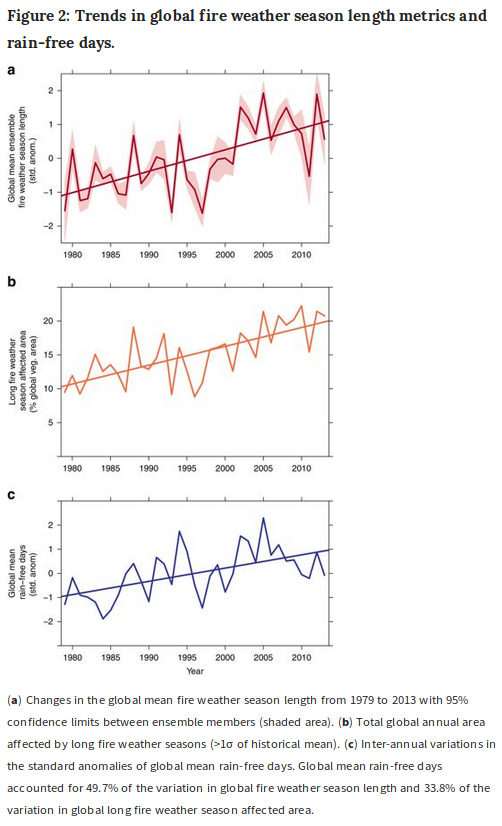 Figure 2: Trends in global fire weather season length metrics and
rain-free days.
a
Global mean ensemble
fire weather season length
(std. anom.)
2
1
0
−1
−2
1980 1985 1990 1995 2000 2005 2010
b
Long fire weather
season affected area
(% global veg. area)
20
15
10
5
1980 1985 1990 1995 2000 2005 2010
c
Global mean
rain-free days
(std. anom)
2
1
0
−1
−2
1980 1985 1990 1995 2000 2005 2010
Year
(a) Changes in the global mean fire weather season length from 1979 to 2013 with 95%
confidence limits between ensemble members (shaded area). (b) Total global annual area
affected by long fire weather seasons (>1σ of historical mean). (c) Inter-annual variations in
the standard anomalies of global mean rain-free days. Global mean rain-free days
accounted for 49.7% of the variation in global fire weather season length and 33.8% of the
variation in global long fire weather season affected area.